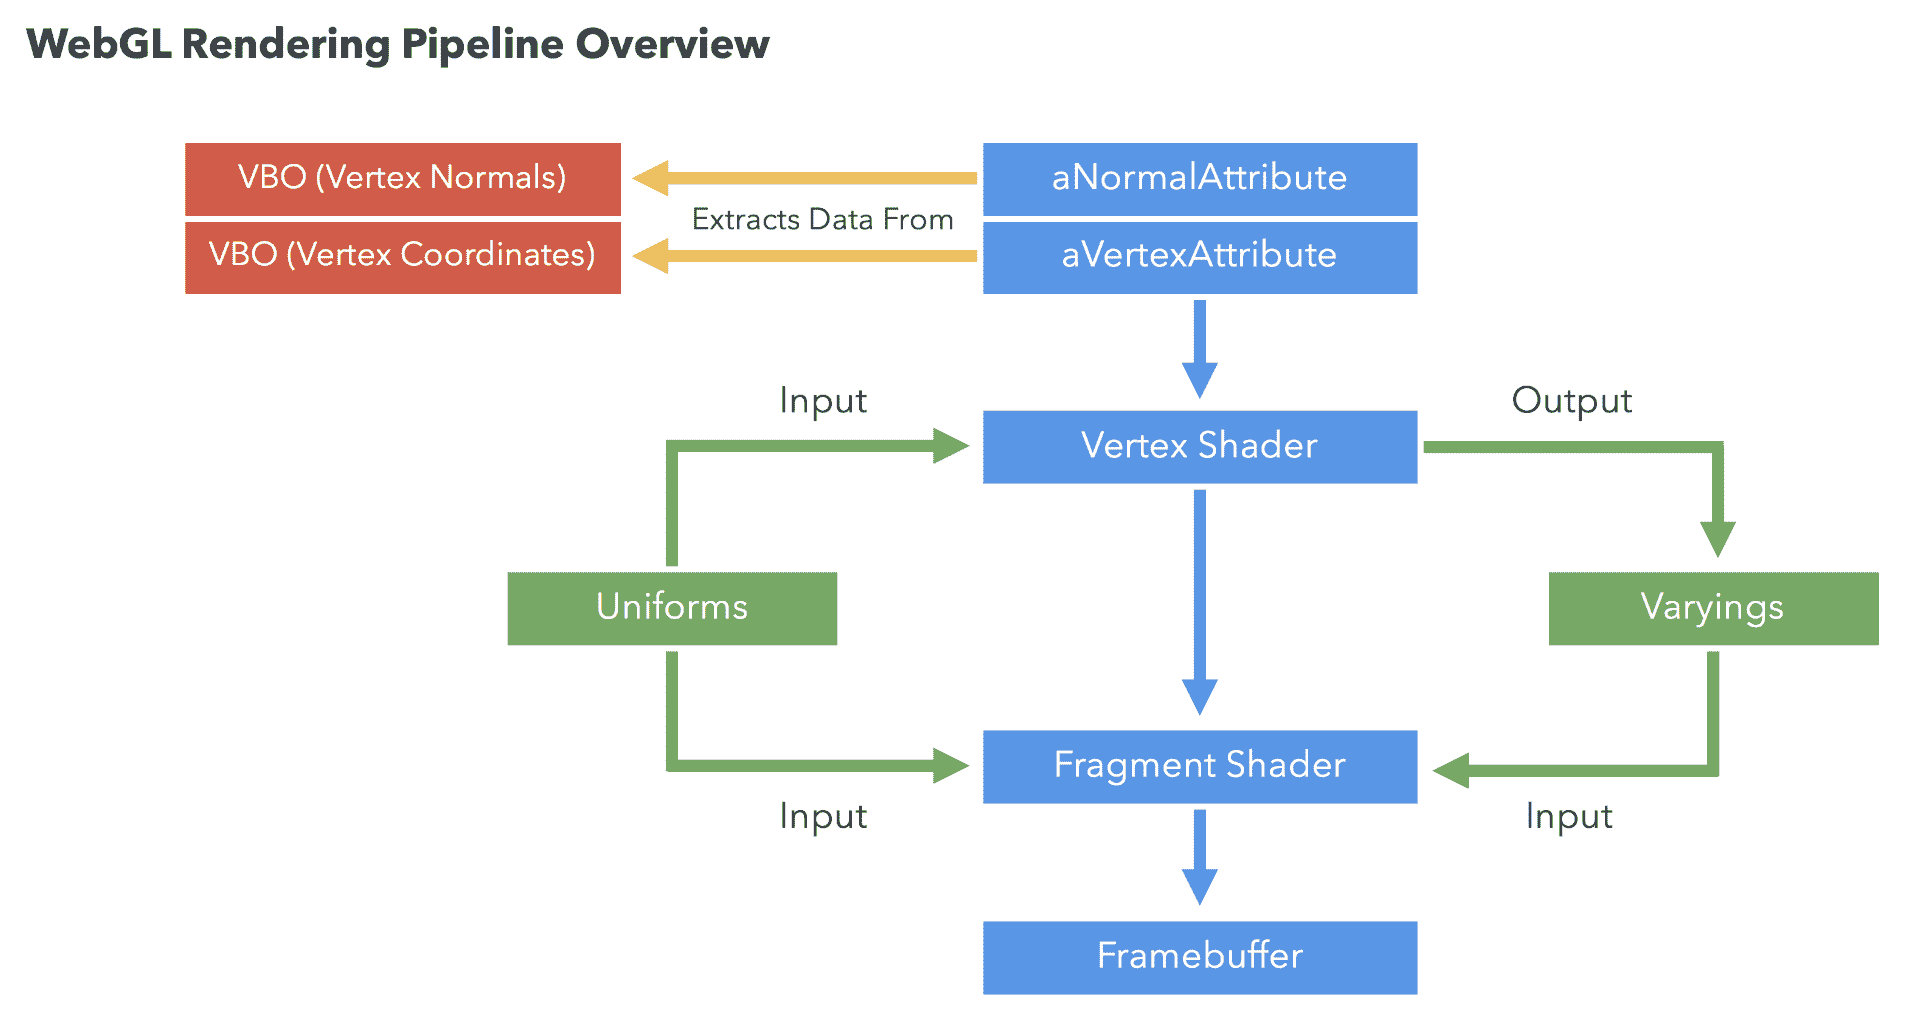 WebGL Rendering Pipeline Overview
VBO (Vertex Normals)
aNormalAttribute
Extracts Data From
VBO (Vertex Coordinates)
aVertexAttribute
Input
Output
Vertex Shader
Uniforms
Varyings
Fragment Shader
Input
Input
Framebuffer